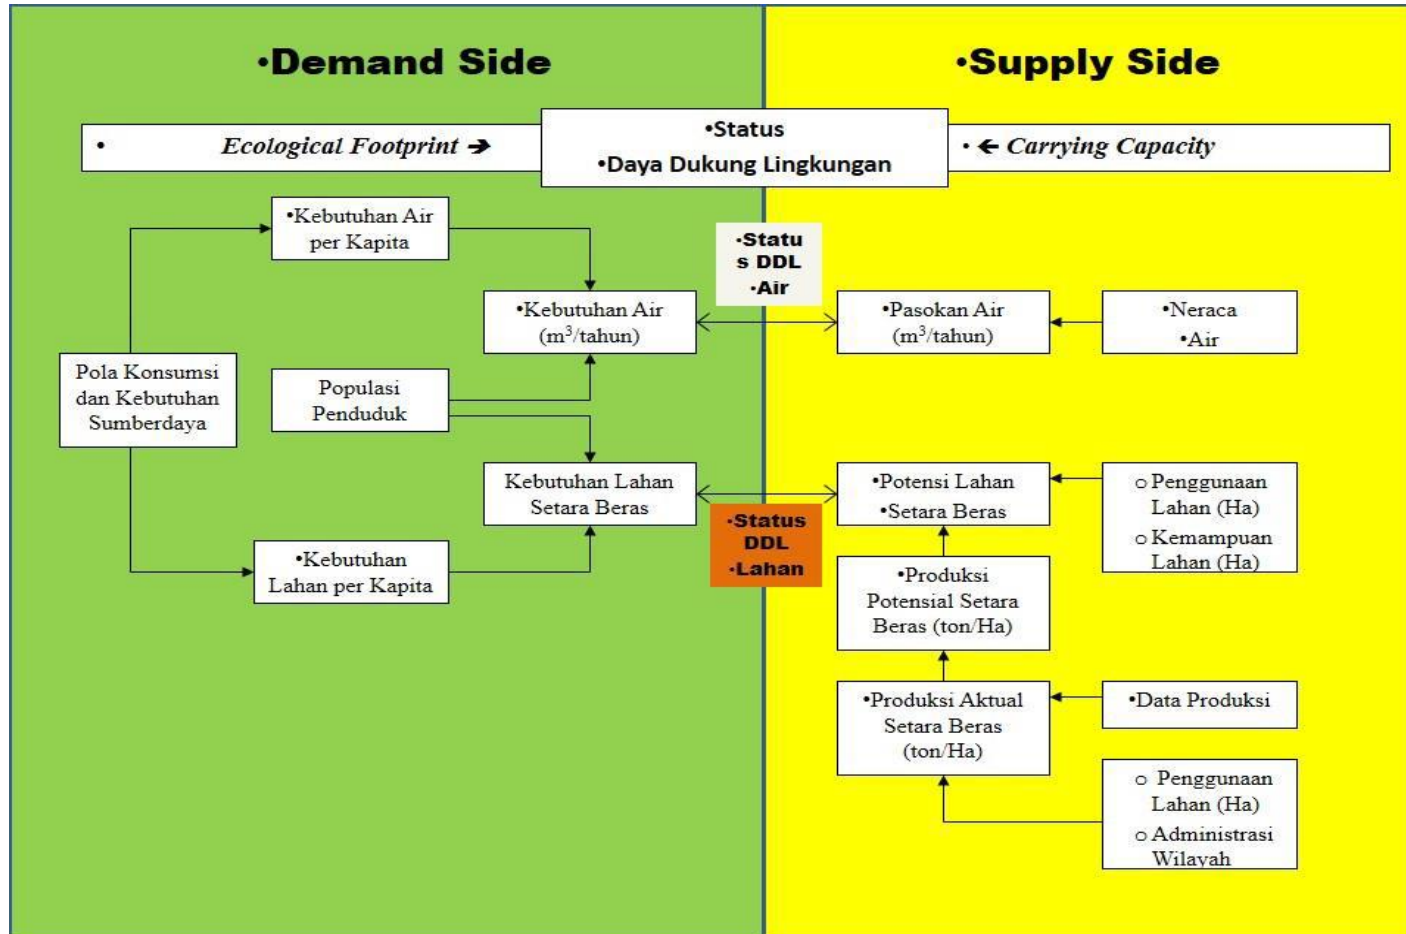 •Demand Side
•Supply Side
• Ecological Footprint ➔
•Status
•Daya Dukung Lingkungan
• 🡸 Carrying Capacity
•Kebutuhan Air
per Kapita
•Statu
s DDL
•Air
•Kebutuhan Air
(m³/tahun)
•Pasokan Air
(m³/tahun)
•Neraca
•Air
Pola Konsumsi
dan Kebutuhan
Sumberdaya
Populasi
Penduduk
Kebutuhan Lahan
Setara Beras
•Potensi Lahan
•Setara Beras
o Penggunaan
Lahan (Ha)
o Kemampuan
Lahan (Ha)
•Status
DDL
•Lahan
•Kebutuhan
Lahan per Kapita
•Produksi
Potensial Setara
Beras (ton/Ha)
•Produksi Aktual
Setara Beras
(ton/Ha)
•Data Produksi
o Penggunaan
Lahan (Ha)
o Administrasi
Wilayah